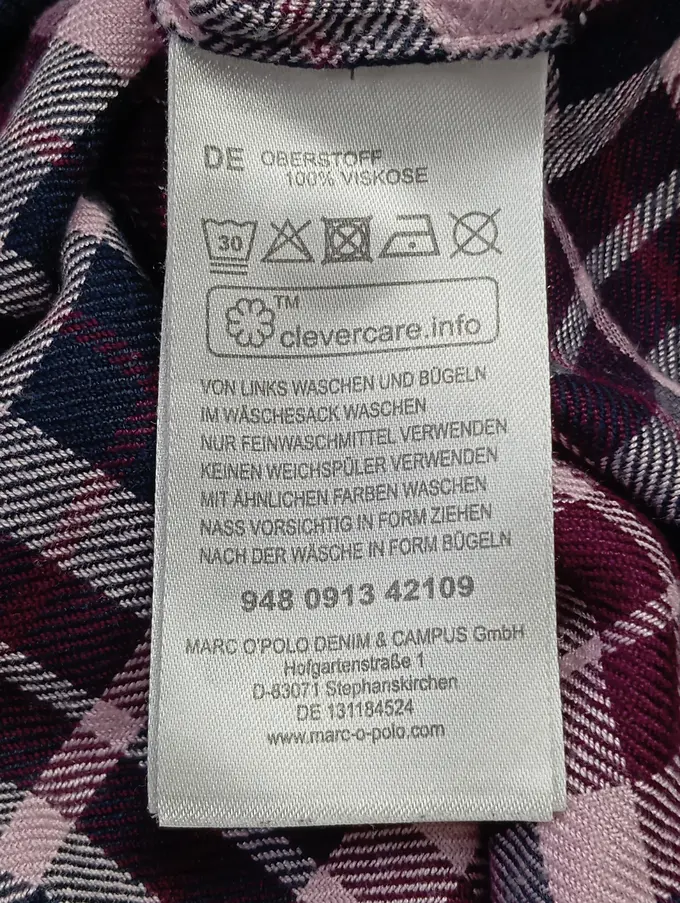 DE OBERSTOFF
100% VISKOSE
30
TM
clevercare.info
VON LINKS WASCHEN UND BÜGELN
IM WÄSCHESACK WASCHEN
NUR FEINWASCHMITTEL VERWENDEN
KEINEN WEICHSPÜLER VERWENDEN
MIT ÄHNLICHEN FARBEN WASCHEN
NASS VORSICHTIG IN FORM ZIEHEN
NACH DER WÄSCHE IN FORM BÜGELN
948 0913 42109
MARC O'POLO DENIM & CAMPUS GmbH
Hofgartenstraße 1
D-83071 Stephanskirchen
DE 131184524
www.marc-o-polo.com